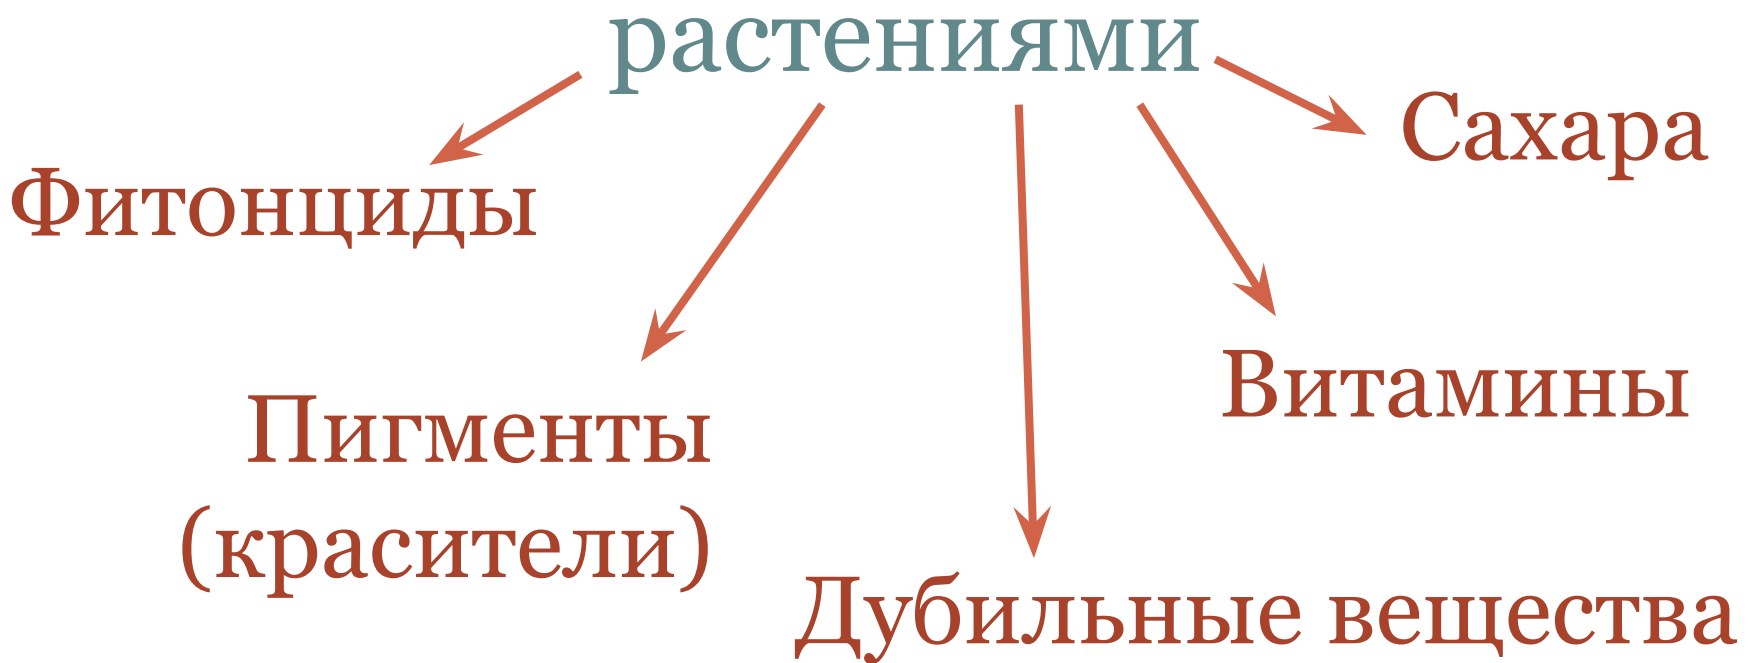 растениями
Сахара
Фитонциды
Витамины
Пигменты
(красители)
Дубильные вещества